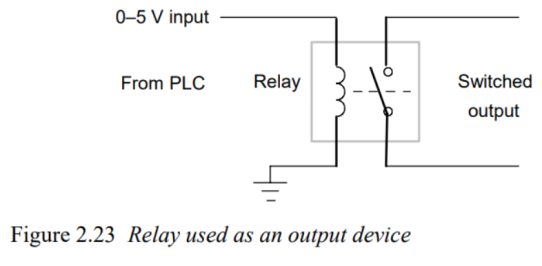 0–5 V input
From PLC
Relay
Switched
output
Figure 2.23 Relay used as an output device